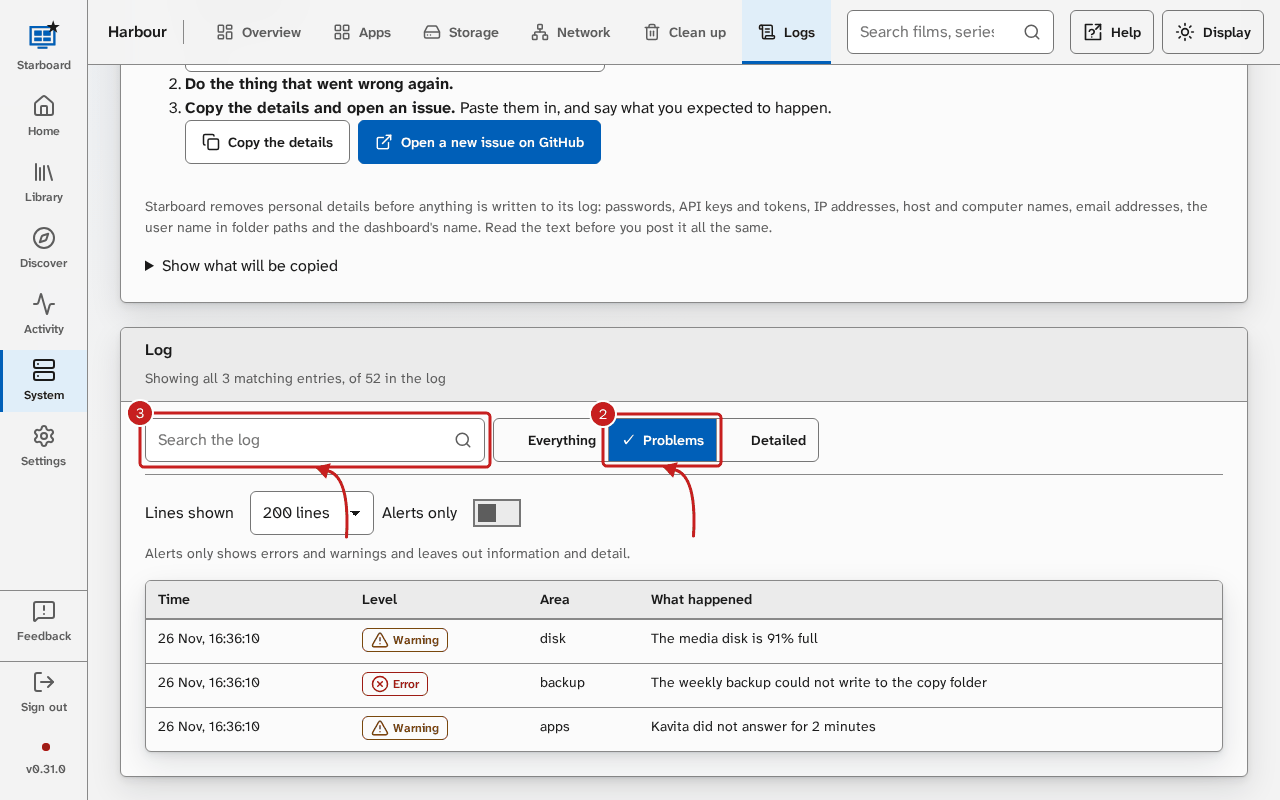 Starboard
Home
Library
Discover
Activity
System
Settings
Feedback
Sign out
v0.31.0
Harbour
Overview
Apps
Storage
Network
Clean up
Logs
Search films, series
Help
Display
2. Do the thing that went wrong again.
3. Copy the details and open an issue. Paste them in, and say what you expected to happen.
Copy the details
Open a new issue on GitHub
Starboard removes personal details before anything is written to its log: passwords, API keys and tokens, IP addresses, host and computer names, email addresses, the
user name in folder paths and the dashboard's name. Read the text before you post it all the same.
Show what will be copied
Log
Showing all 3 matching entries, of 52 in the log
3
Search the log
Everything
2
✓ Problems
Detailed
Lines shown
200 lines
Alerts only
Alerts only shows errors and warnings and leaves out information and detail.
Time Level Area What happened
26 Nov, 16:36:10 Warning disk The media disk is 91% full
26 Nov, 16:36:10 Error backup The weekly backup could not write to the copy folder
26 Nov, 16:36:10 Warning apps Kavita did not answer for 2 minutes